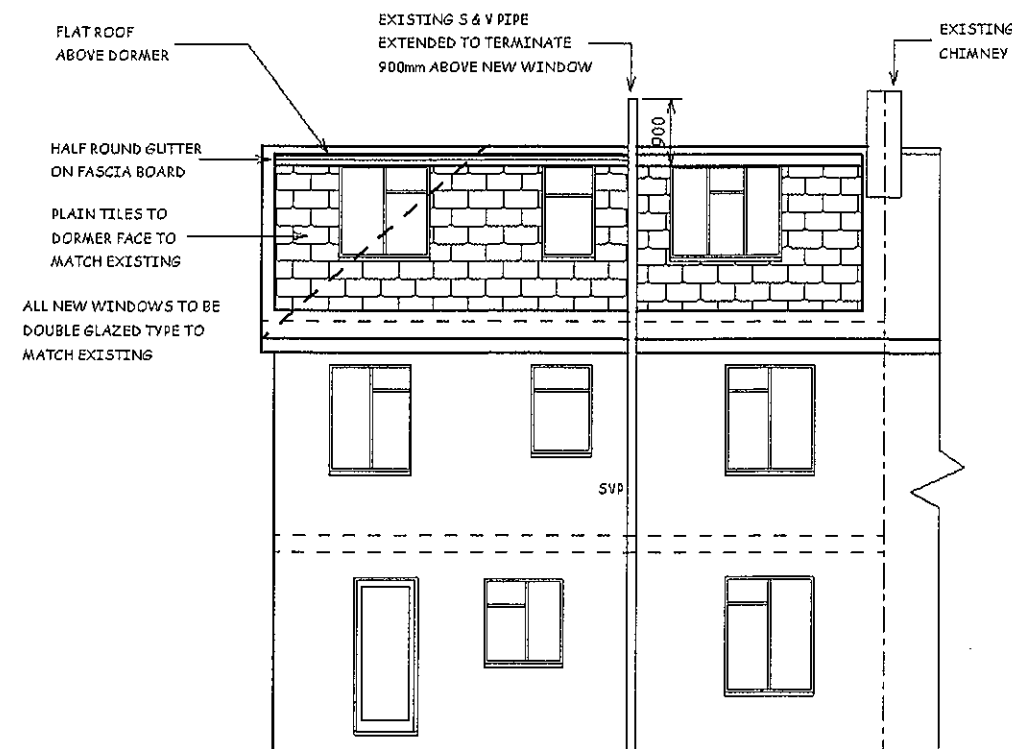 FLAT ROOF
ABOVE DORMER
EXISTING S & V PIPE
EXTENDED TO TERMINATE
900mm ABOVE NEW WINDOW
EXISTING
CHIMNEY
900
HALF ROUND GUTTER
ON FASCIA BOARD
PLAIN TILES TO
DORMER FACE TO
MATCH EXISTING
ALL NEW WINDOWS TO BE
DOUBLE GLAZED TYPE TO
MATCH EXISTING
SVP